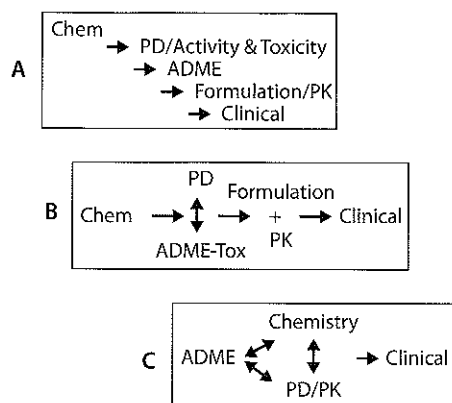 A
Chem
PD/Activity & Toxicity
ADME
Formulation/PK
Clinical
B
PD
Formulation
Chem
+
Clinical
PK
ADME-Tox
C
Chemistry
ADME
Clinical
PD/PK